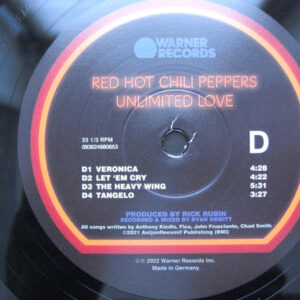 WARNER
RECORDS
RED HOT CHILI PEPPERS
UNLIMITED LOVE
33 1/3 RPM
093624880653
D
D1 VERONICA 4:28
D2 LET 'EM CRY 4:22
D3 THE HEAVY WING 5:31
D4 TANGELO 3:27
PRODUCED BY RICK RUBIN
RECORDED & MIXED BY RYAN HEWITT
All songs written by Anthony Kiedis, Flea, John Frusciante, Chad Smith
©2021 Antjonfleesmif Publishing (BMI)
℗© 2022 Warner Records Inc.
Made in Germany.